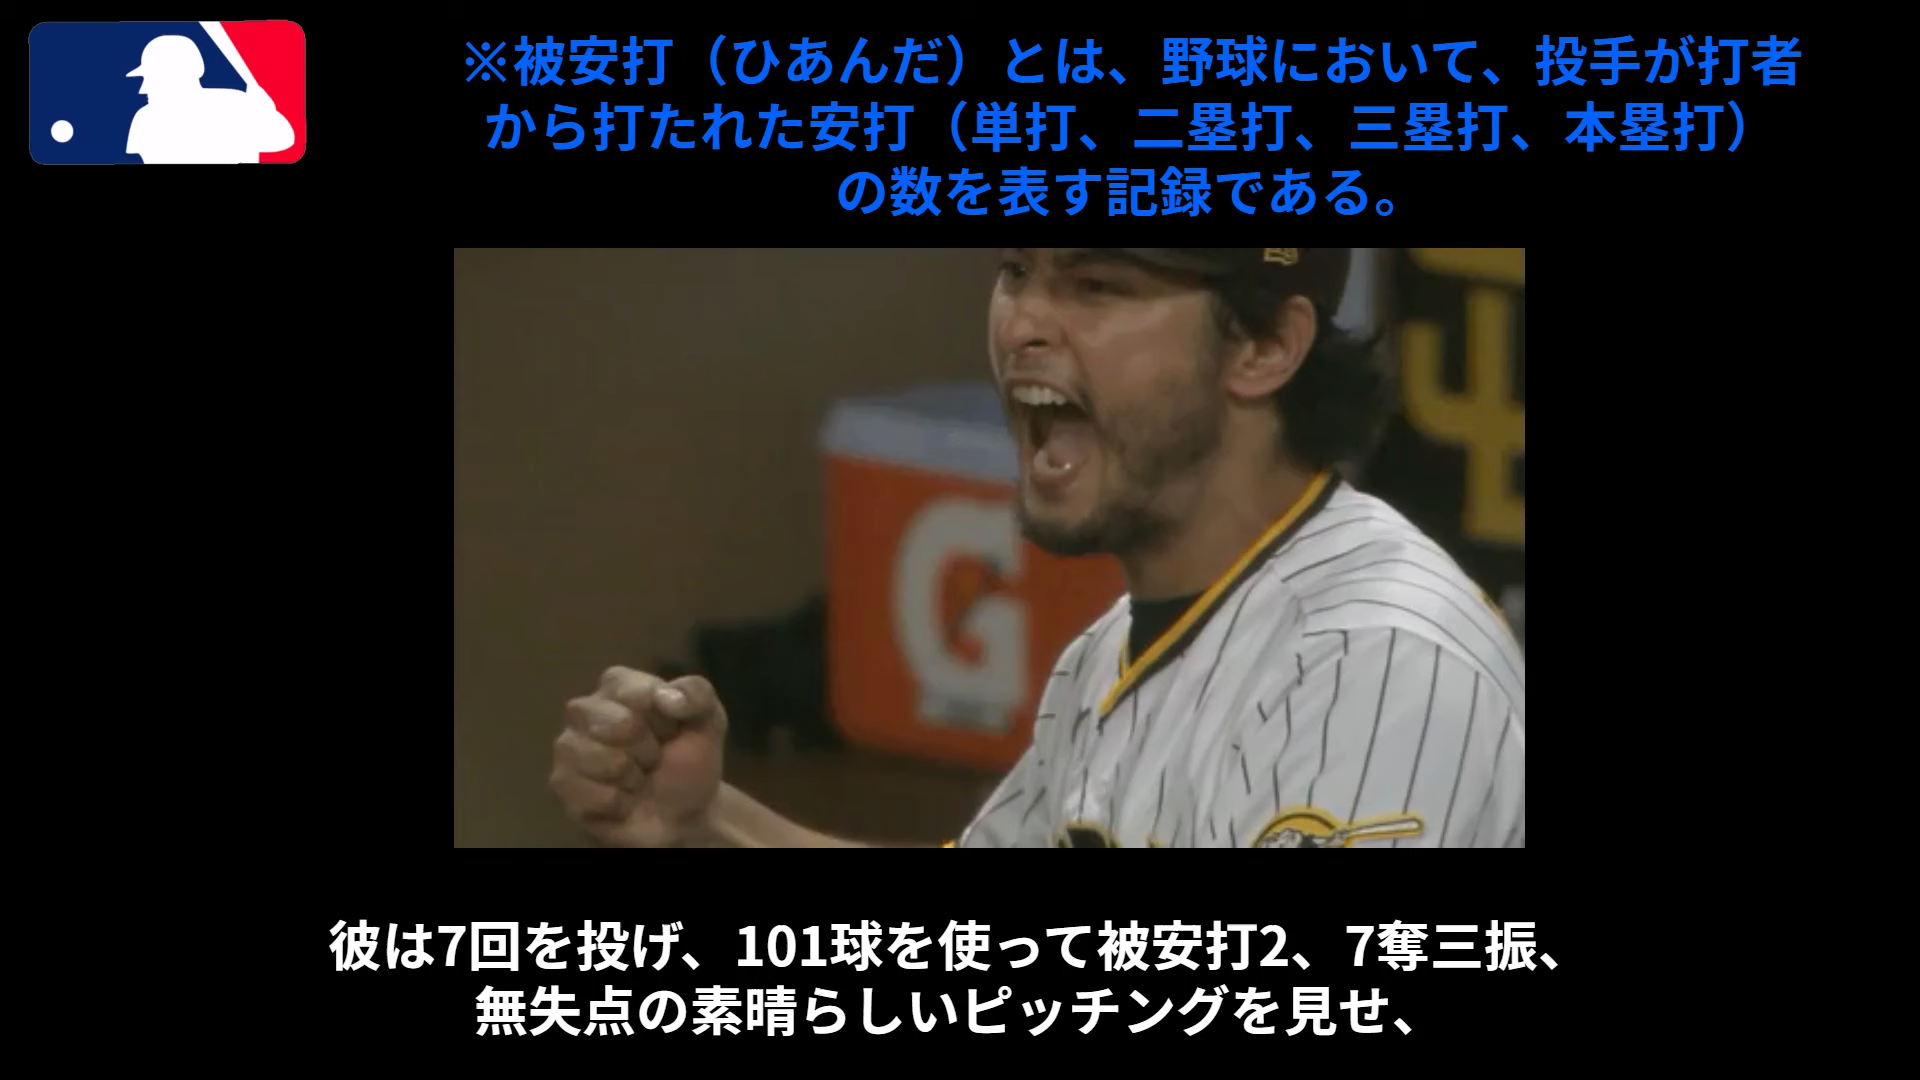 ※被安打（ひあんだ）とは、野球において、投手が打者
から打たれた安打（単打、二塁打、三塁打、本塁打）
の数を表す記録である。
G
彼は7回を投げ、101球を使って被安打2、7奪三振、
無失点の素晴らしいピッチングを見せ、